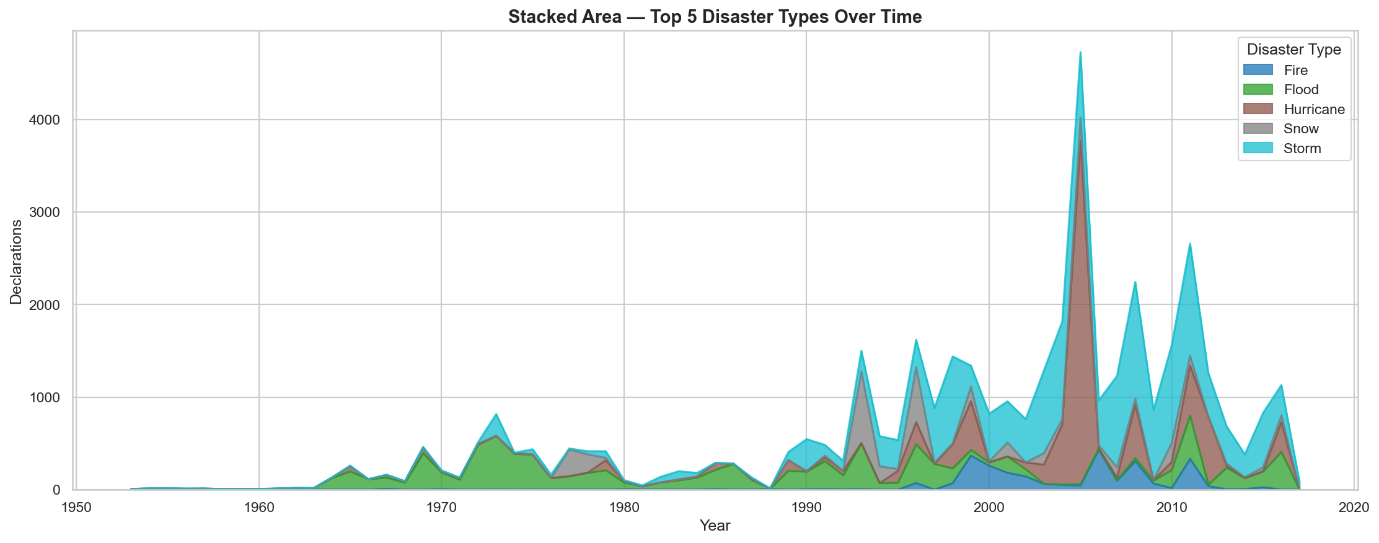 Stacked Area — Top 5 Disaster Types Over Time
Disaster Type
Fire
Flood
Hurricane
Snow
Storm
Declarations
4000
3000
2000
1000
0
1950 1960 1970 1980 1990 2000 2010 2020
Year